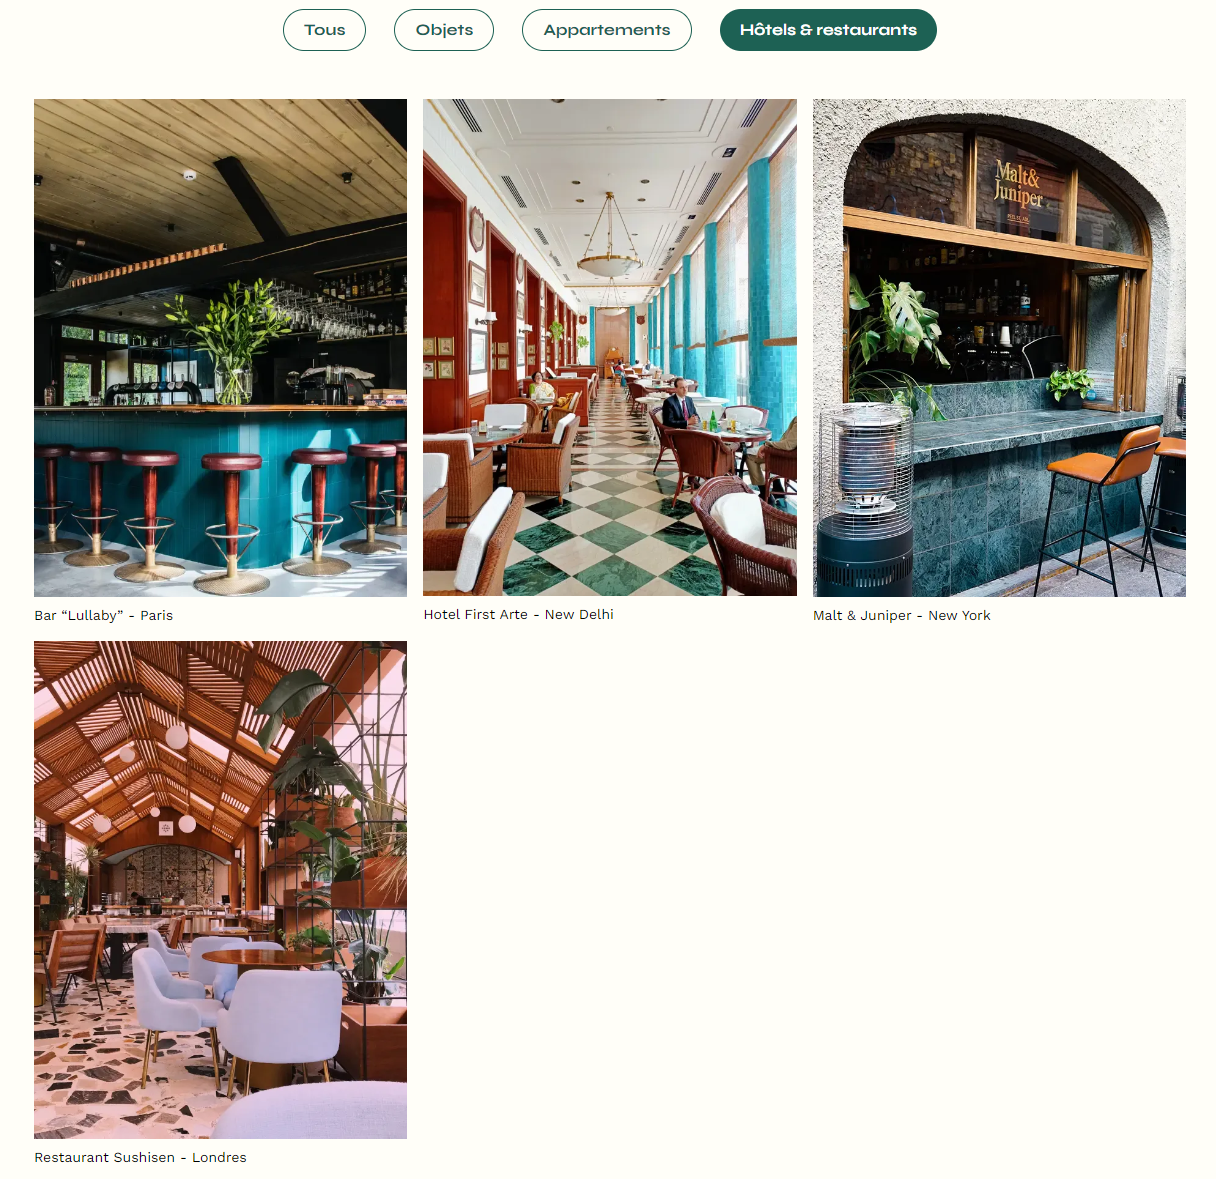 Tous
Objets
Appartements
Hôtels & restaurants
Malt&
Juniper
Bar “Lullaby” - Paris
Hotel First Arte - New Delhi
Malt & Juniper - New York
Restaurant Sushisen - Londres